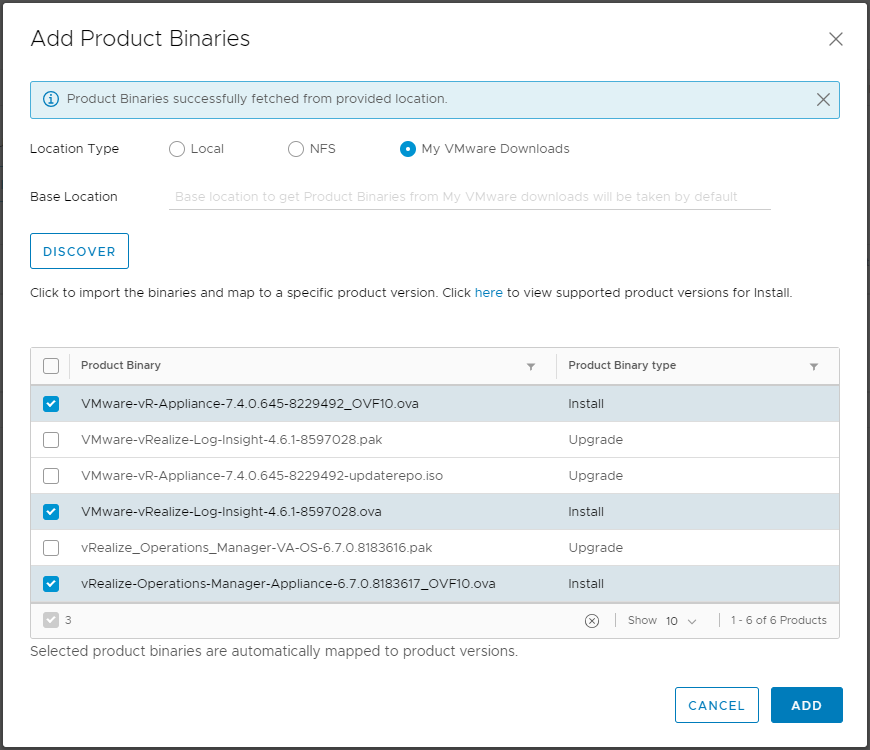 Add Product Binaries
Product Binaries successfully fetched from provided location.
Location Type Local NFS My VMware Downloads
Base Location Base location to get Product Binaries from My VMware downloads will be taken by default
DISCOVER
Click to import the binaries and map to a specific product version. Click here to view supported product versions for Install.
Product Binary Product Binary type
VMware-vR-Appliance-7.4.0.645-8229492_OVF10.ova Install
VMware-vRealize-Log-Insight-4.6.1-8597028.pak Upgrade
VMware-vR-Appliance-7.4.0.645-8229492-updaterepo.iso Upgrade
VMware-vRealize-Log-Insight-4.6.1-8597028.ova Install
vRealize_Operations_Manager-VA-OS-6.7.0.8183616.pak Upgrade
vRealize-Operations-Manager-Appliance-6.7.0.8183617_OVF10.ova Install
3 Show 10 1 - 6 of 6 Products
Selected product binaries are automatically mapped to product versions.
CANCEL ADD